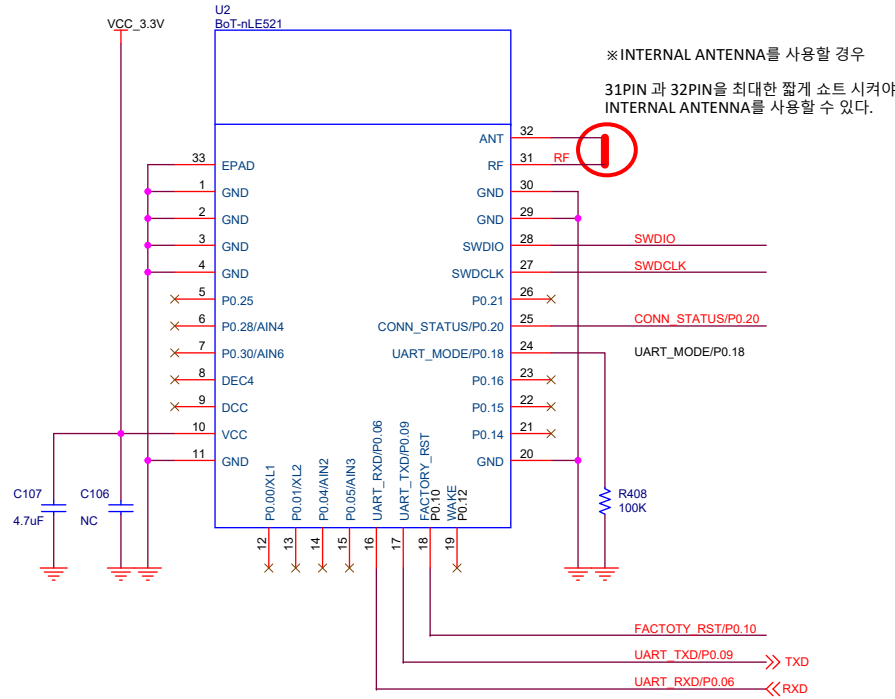 U2
BoT-nLE521
VCC_3.3V
※INTERNAL ANTENNA를 사용할 경우
31PIN 과 32PIN을 최대한 짧게 쇼트 시켜야
INTERNAL ANTENNA를 사용할 수 있다.
ANT 32
RF 31 RF
33 EPAD
1 GND
GND 30
2 GND
GND 29
3 GND
SWDIO 28 SWDIO
4 GND
SWDCLK 27 SWDCLK
5 P0.25
P0.21 26
6 P0.28/AIN4
CONN_STATUS/P0.20 25 CONN_STATUS/P0.20
7 P0.30/AIN6
UART_MODE/P0.18 24 UART_MODE/P0.18
8 DEC4
P0.16 23
9 DCC
P0.15 22
10 VCC
P0.14 21
11 GND
GND 20
C107
4.7uF
C106
NC
R408
100K
P0.00/XL1 12
P0.01/XL2 13
P0.04/AIN2 14
P0.05/AIN3 15
UART_RXD/P0.06 16
UART_TXD/P0.09 17
FACTORY_RST
P0.10 18
WAKE
P0.12 19
FACTOTY_RST/P0.10
UART_TXD/P0.09 TXD
UART_RXD/P0.06 RXD